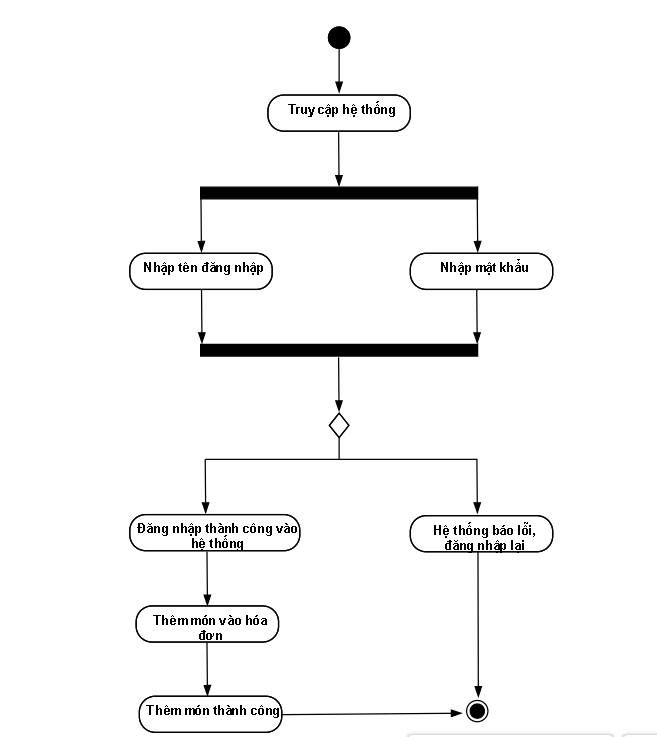 Truy cập hệ thống
Nhập tên đăng nhập
Nhập mật khẩu
Đăng nhập thành công vào
hệ thống
Hệ thống báo lỗi,
đăng nhập lại
Thêm món vào hóa
đơn
Thêm món thành công